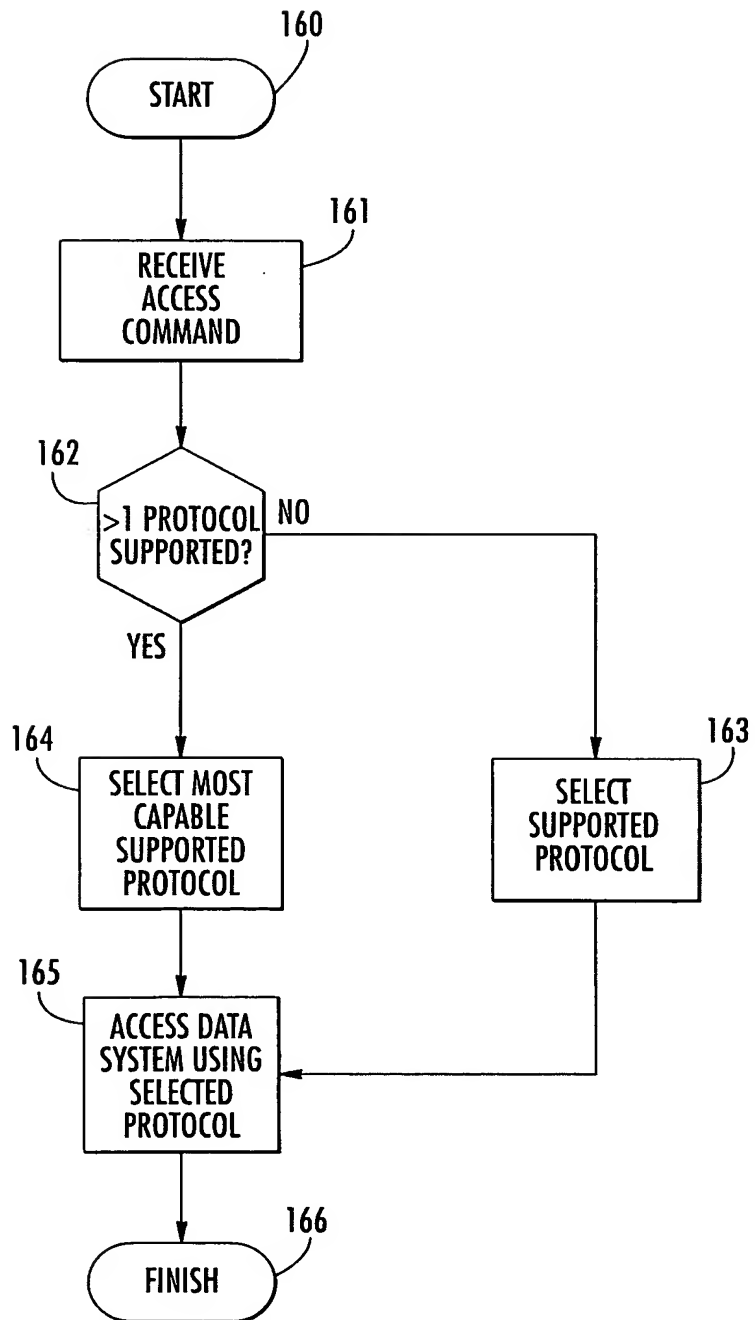 160
START
161
RECEIVE
ACCESS
COMMAND
162
>1 PROTOCOL
SUPPORTED?
NO
YES
164
SELECT MOST
CAPABLE
SUPPORTED
PROTOCOL
163
SELECT
SUPPORTED
PROTOCOL
165
ACCESS DATA
SYSTEM USING
SELECTED
PROTOCOL
166
FINISH